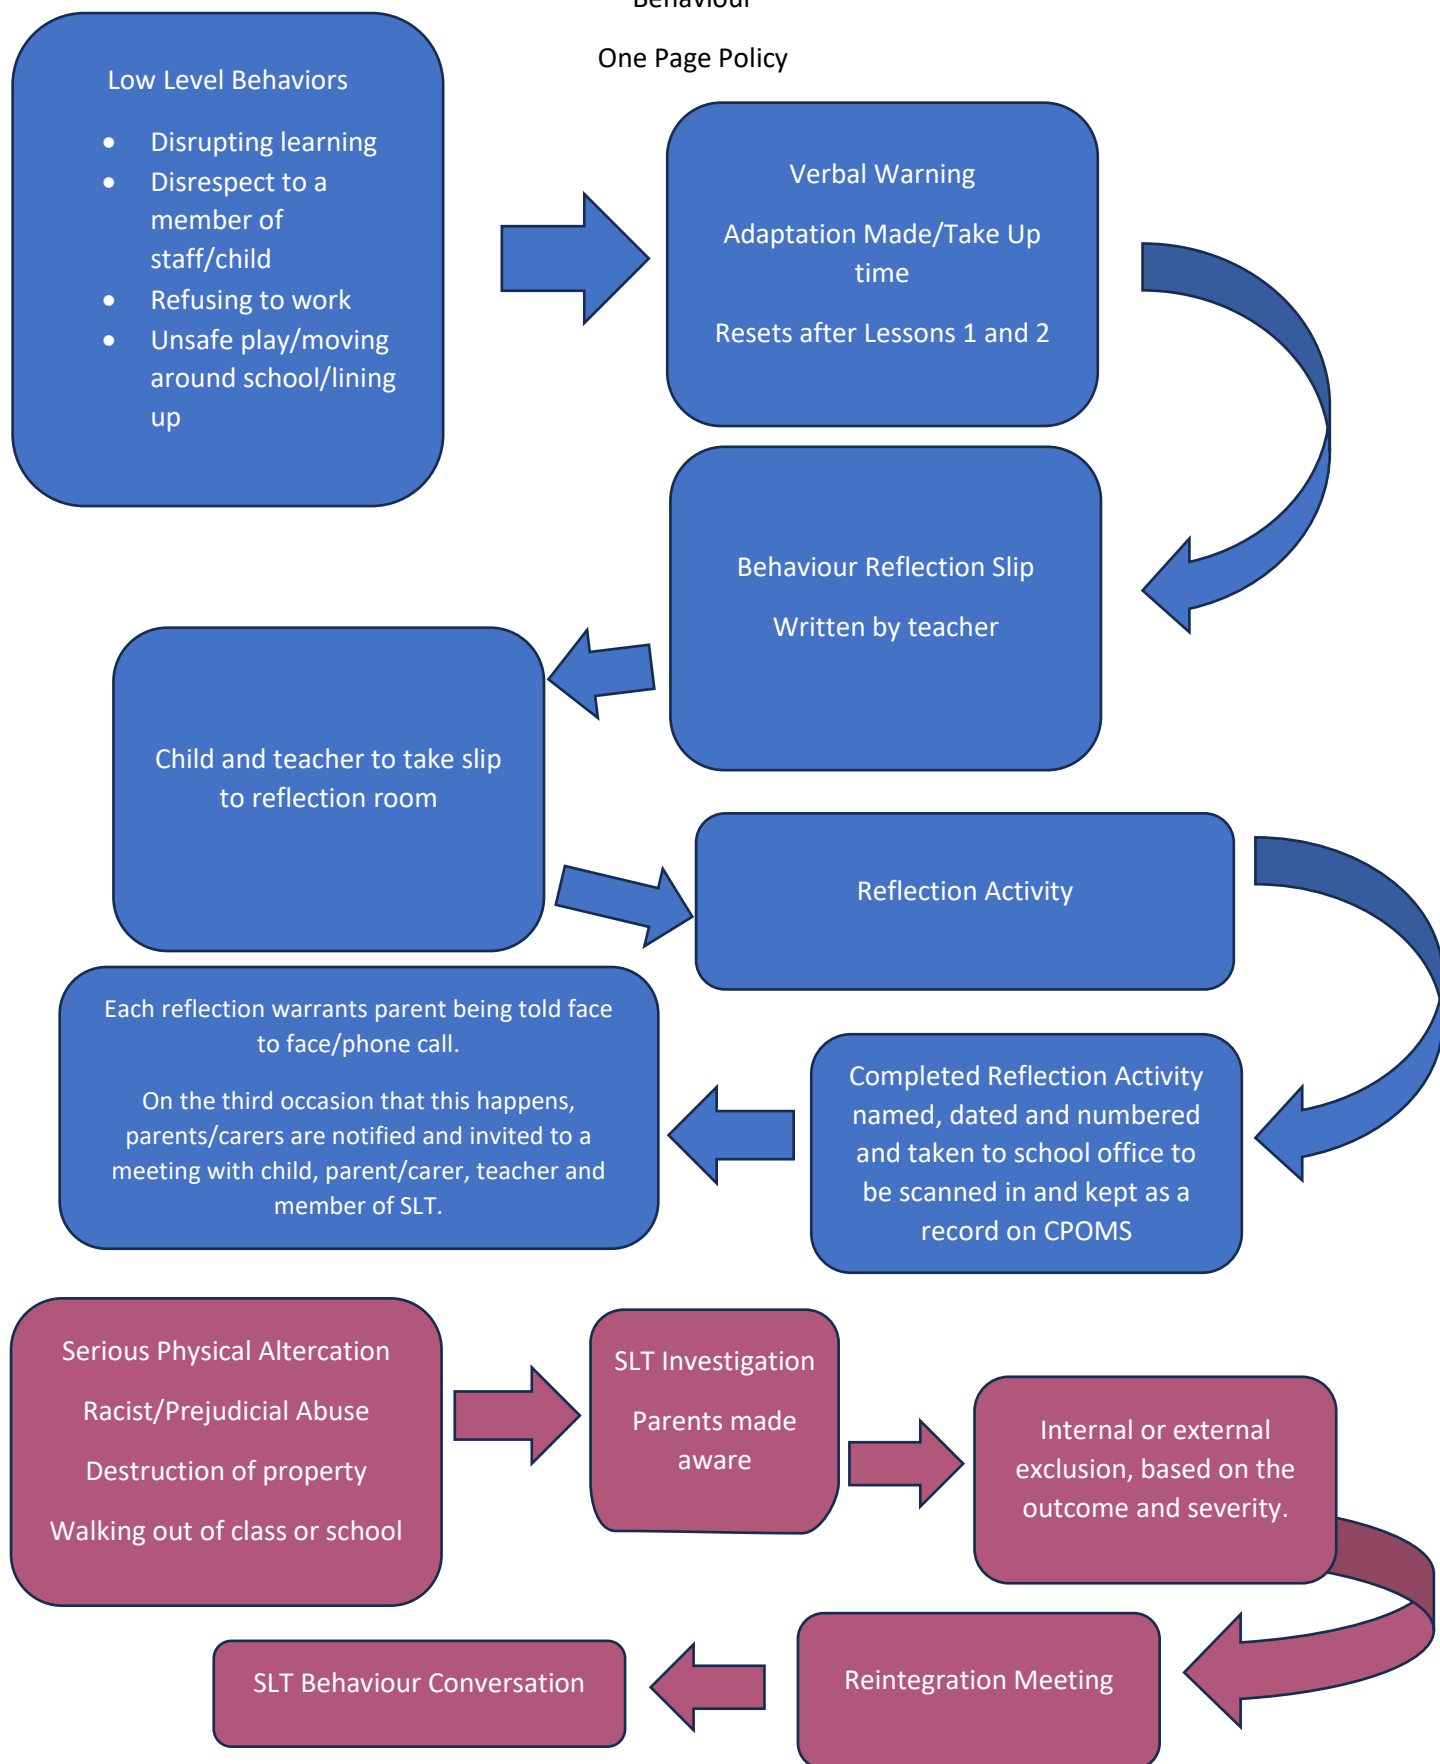 Behaviour
One Page Policy
Low Level Behaviors
• Disrupting learning
• Disrespect to a
member of
staff/child
• Refusing to work
• Unsafe play/moving
around school/lining
up
Verbal Warning
Adaptation Made/Take Up
time
Resets after Lessons 1 and 2
Behaviour Reflection Slip
Written by teacher
Child and teacher to take slip
to reflection room
Reflection Activity
Completed Reflection Activity
named, dated and numbered
and taken to school office to
be scanned in and kept as a
record on CPOMS
Each reflection warrants parent being told face
to face/phone call.
On the third occasion that this happens,
parents/carers are notified and invited to a
meeting with child, parent/carer, teacher and
member of SLT.
Serious Physical Altercation
Racist/Prejudicial Abuse
Destruction of property
Walking out of class or school
SLT Investigation
Parents made
aware
Internal or external
exclusion, based on the
outcome and severity.
Reintegration Meeting
SLT Behaviour Conversation